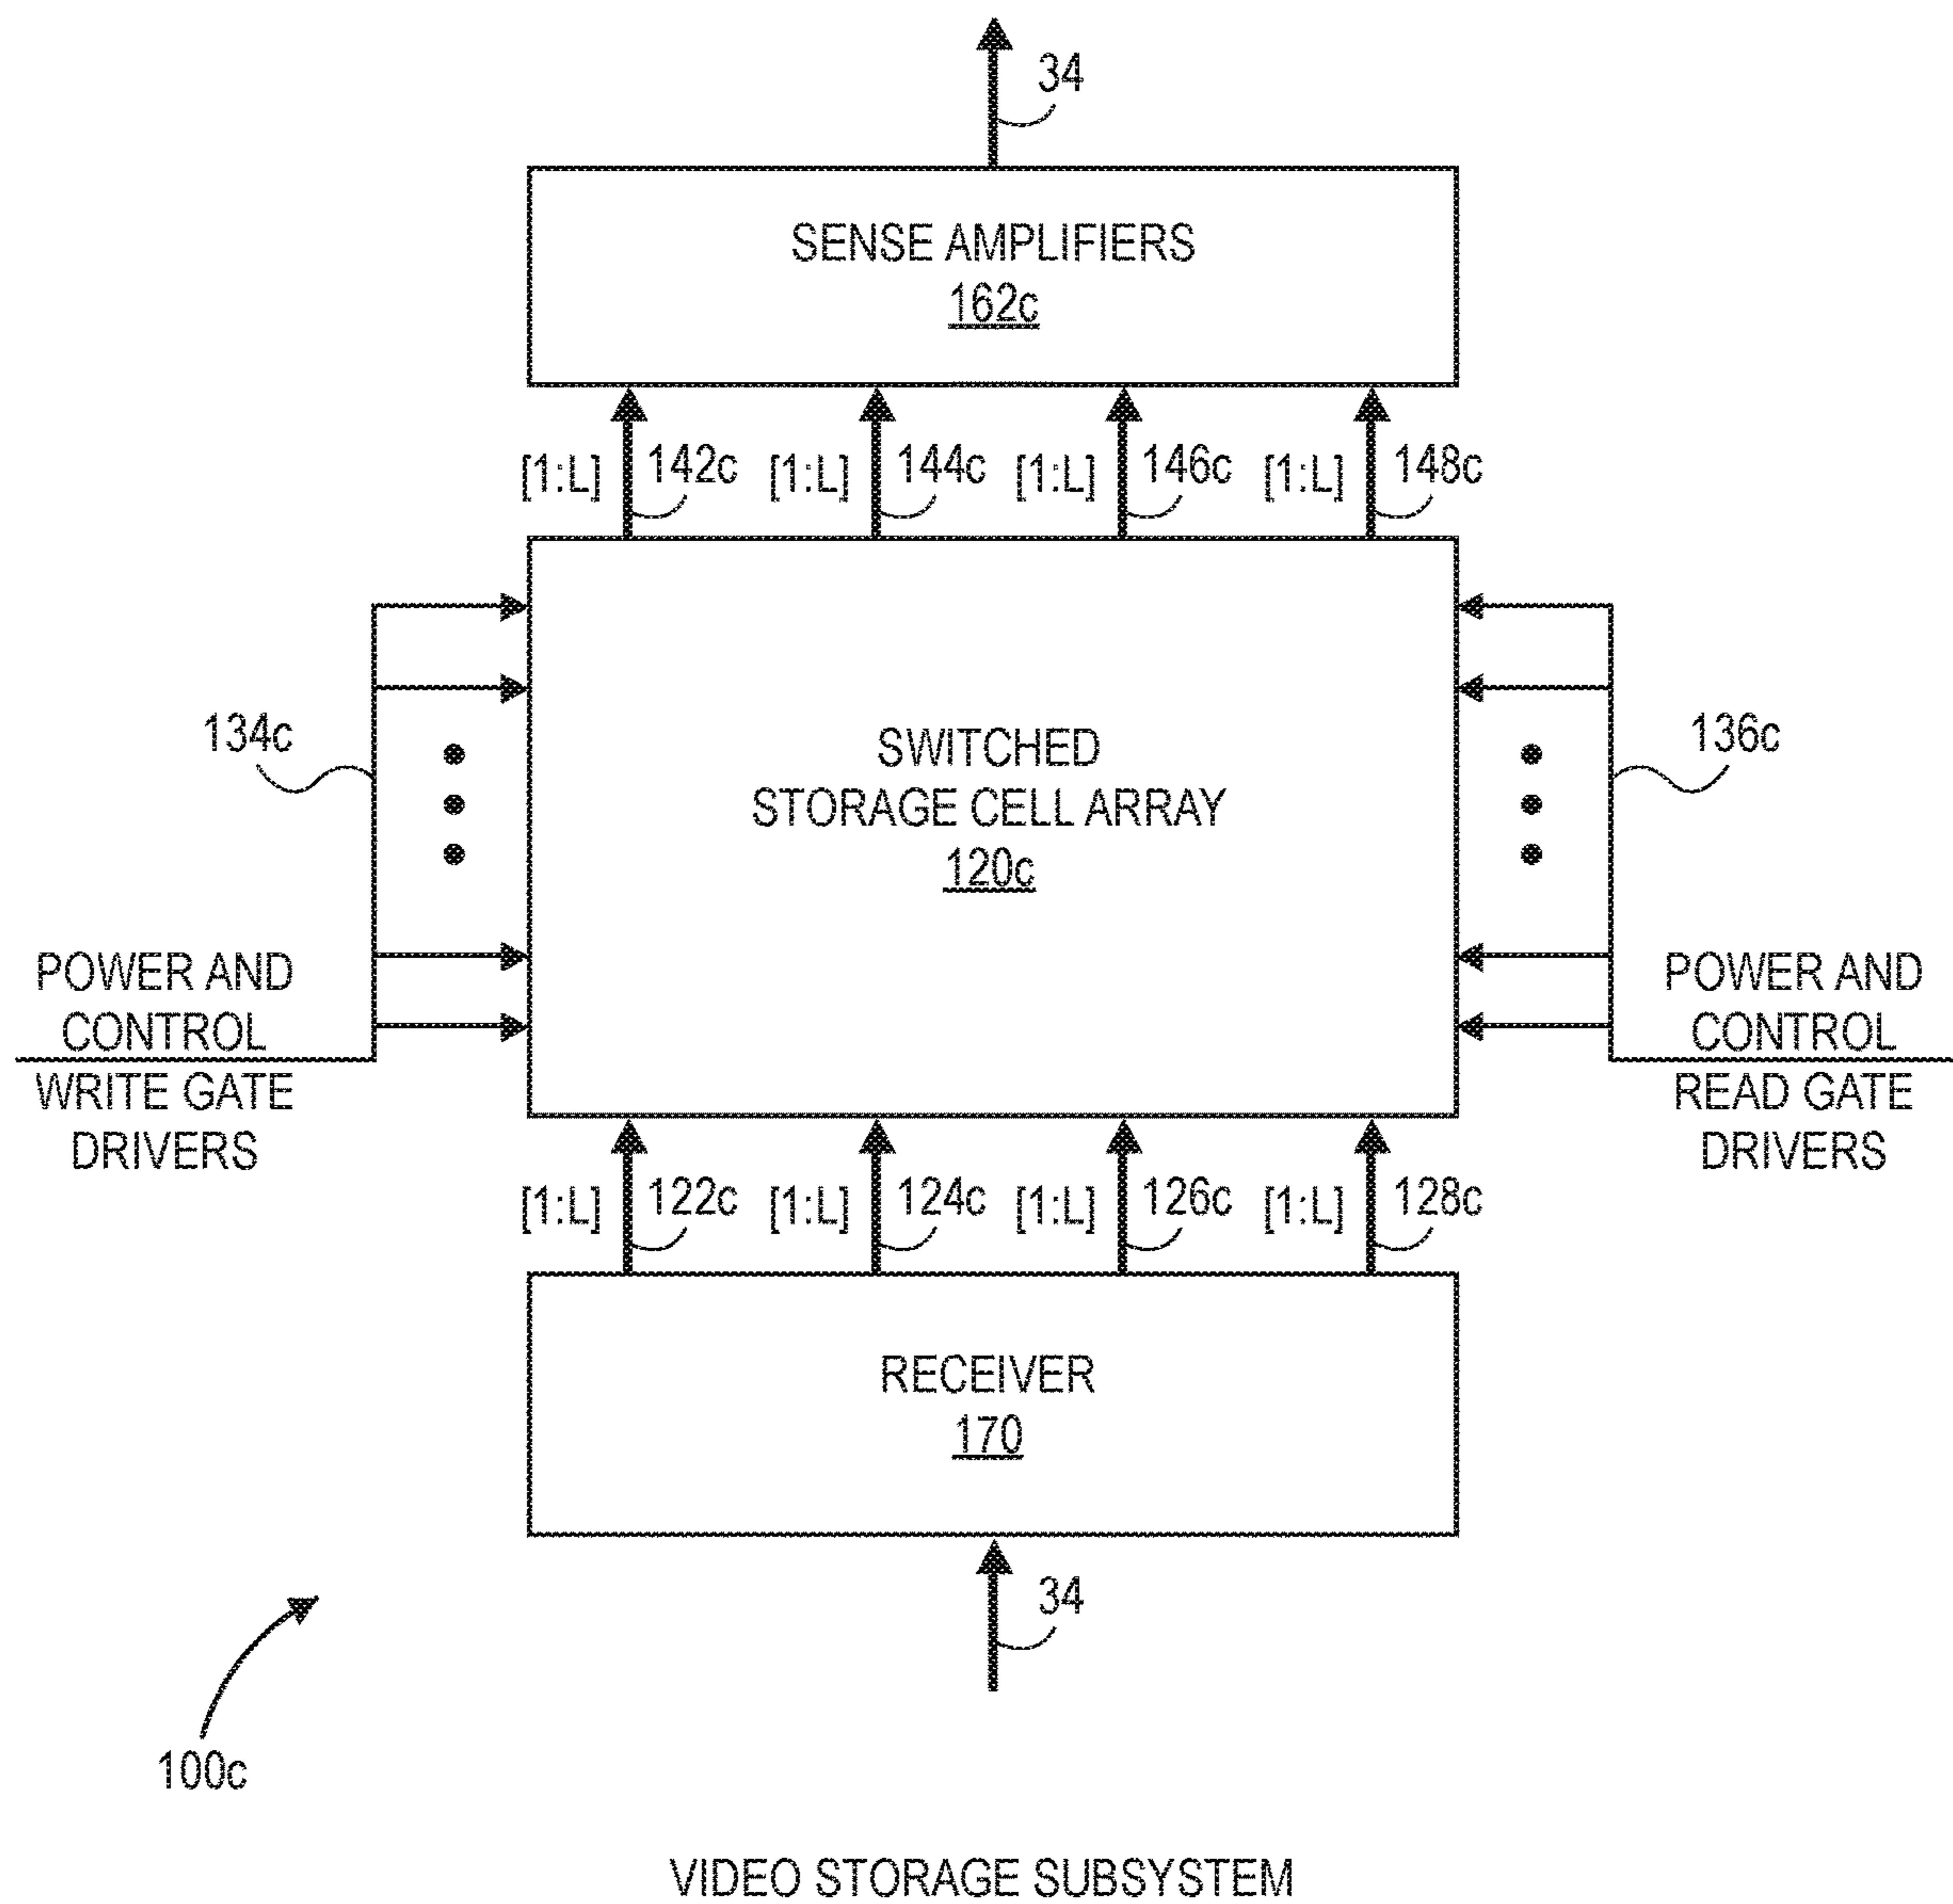 34
SENSE AMPLIFIERS
162c
[1:L] 142c [1:L] 144c [1:L] 146c [1:L] 148c
134c
SWITCHED
STORAGE CELL ARRAY
120c
136c
POWER AND
CONTROL
WRITE GATE
DRIVERS
POWER AND
CONTROL
READ GATE
DRIVERS
[1:L] 122c [1:L] 124c [1:L] 126c [1:L] 128c
RECEIVER
170
34
100c
VIDEO STORAGE SUBSYSTEM